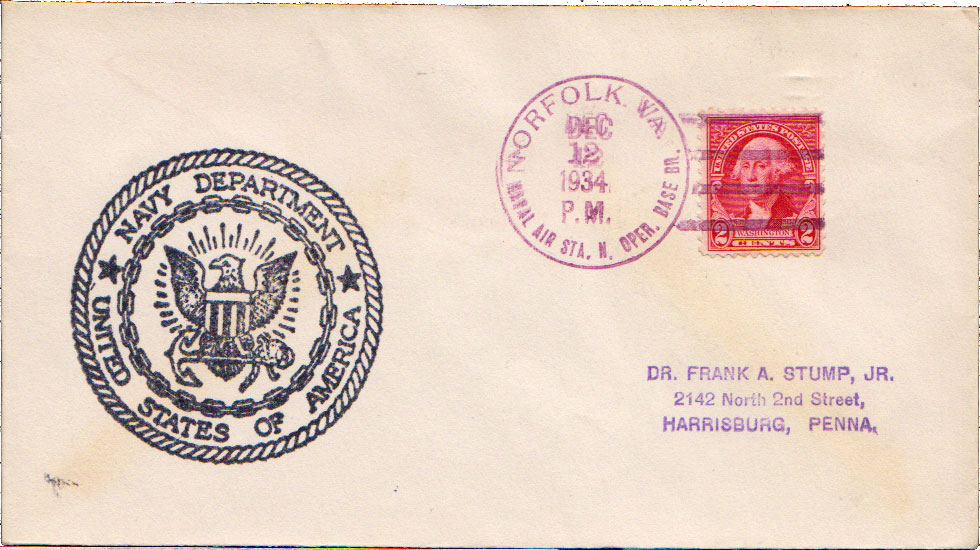 NAVY DEPARTMENT
UNITED STATES OF AMERICA
NORFOLK, VA.
DEC
12
1934
P.M.
NAVAL AIR STA. N. OPER. BASE BR.
UNITED STATES POSTAGE
2 WASHINGTON 2
CENTS
DR. FRANK A. STUMP, JR.
2142 North 2nd Street,
HARRISBURG, PENNA.